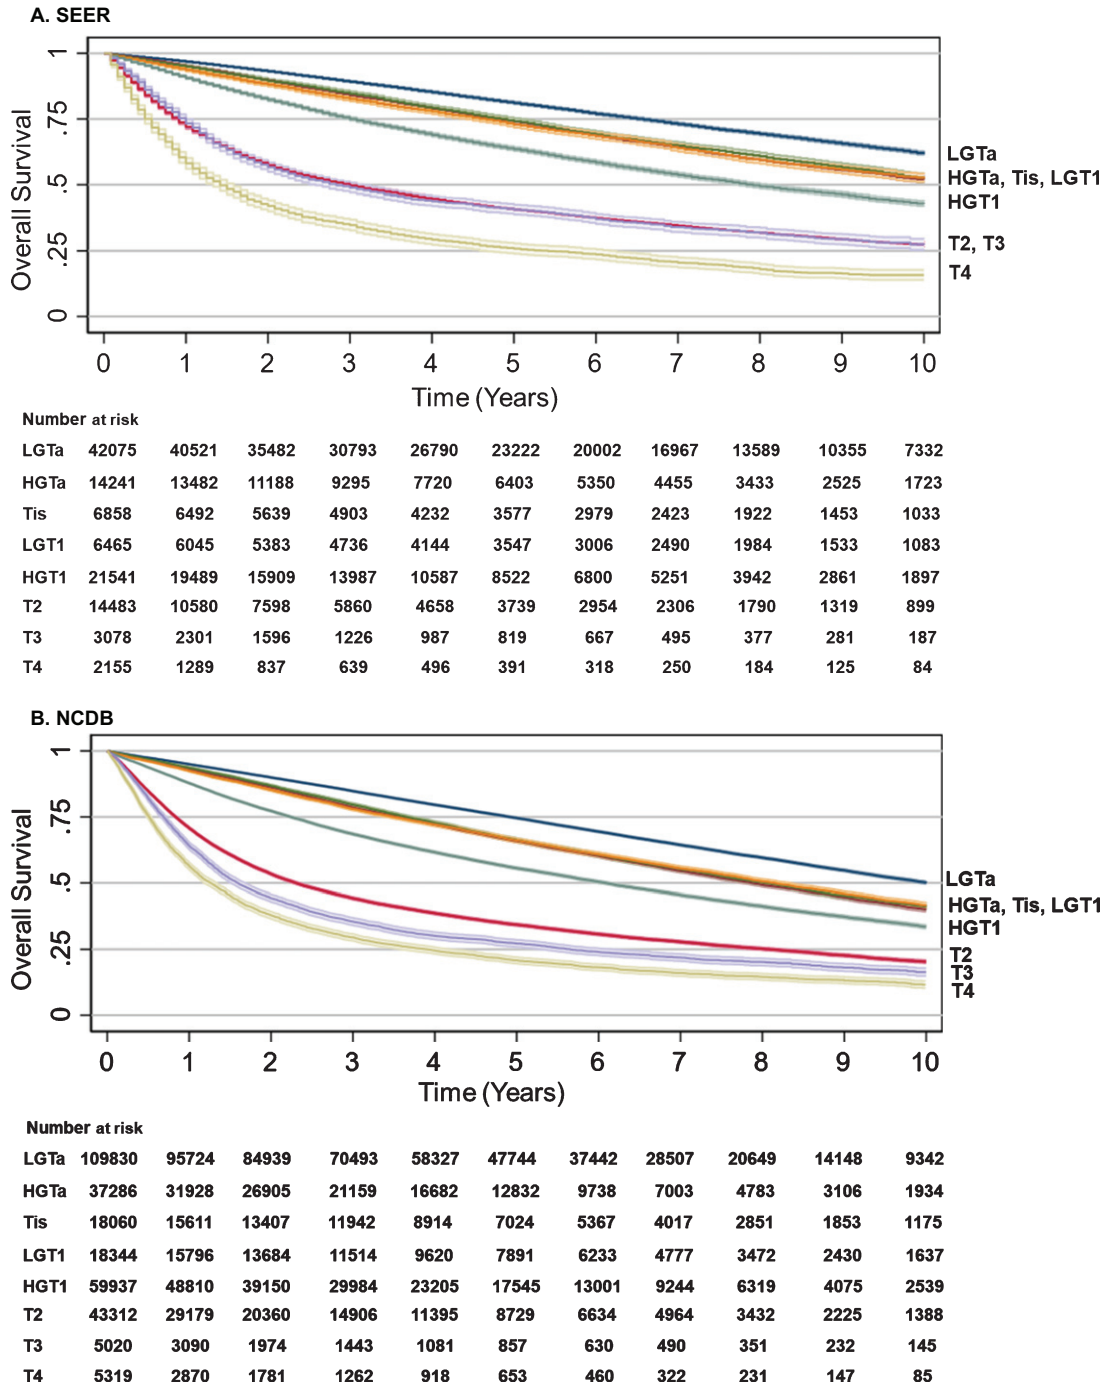 A. SEER
Overall Survival
1
.75
.5
.25
0
LGTa
HGTa, Tis, LGT1
HGT1
T2, T3
T4
0 1 2 3 4 5 6 7 8 9 10
Time (Years)
Number at risk
LGTa 42075 40521 35482 30793 26790 23222 20002 16967 13589 10355 7332
HGTa 14241 13482 11188 9295 7720 6403 5350 4455 3433 2525 1723
Tis 6858 6492 5639 4903 4232 3577 2979 2423 1922 1453 1033
LGT1 6465 6045 5383 4736 4144 3547 3006 2490 1984 1533 1083
HGT1 21541 19489 15909 13987 10587 8522 6800 5251 3942 2861 1897
T2 14483 10580 7598 5860 4658 3739 2954 2306 1790 1319 899
T3 3078 2301 1596 1226 987 819 667 495 377 281 187
T4 2155 1289 837 639 496 391 318 250 184 125 84
B. NCDB
Overall Survival
1
.75
.5
.25
0
LGTa
HGTa, Tis, LGT1
HGT1
T2
T3
T4
0 1 2 3 4 5 6 7 8 9 10
Time (Years)
Number at risk
LGTa 109830 95724 84939 70493 58327 47744 37442 28507 20649 14148 9342
HGTa 37286 31928 26905 21159 16682 12832 9738 7003 4783 3106 1934
Tis 18060 15611 13407 11942 8914 7024 5367 4017 2851 1853 1175
LGT1 18344 15796 13684 11514 9620 7891 6233 4777 3472 2430 1637
HGT1 59937 48810 39150 29984 23205 17545 13001 9244 6319 4075 2539
T2 43312 29179 20360 14906 11395 8729 6634 4964 3432 2225 1388
T3 5020 3090 1974 1443 1081 857 630 490 351 232 145
T4 5319 2870 1781 1262 918 653 460 322 231 147 85